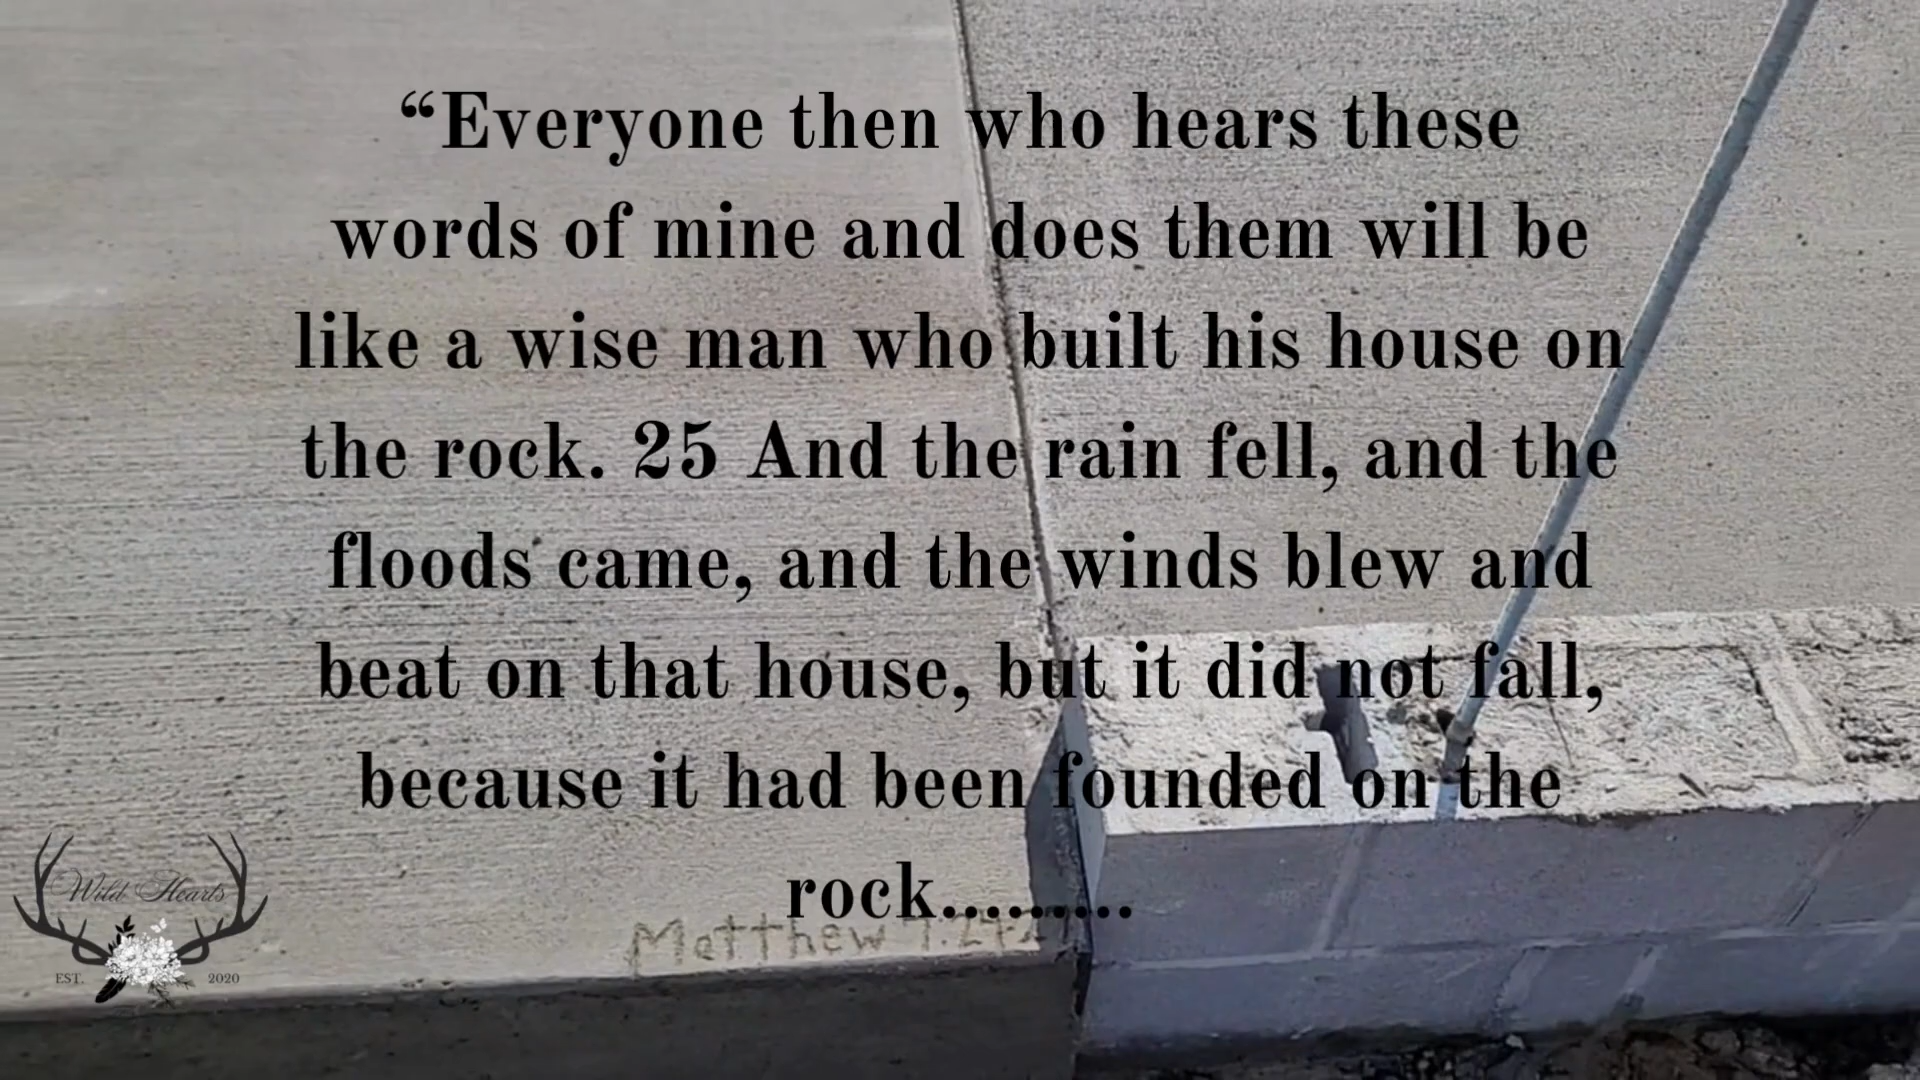 “Everyone then who hears these
words of mine and does them will be
like a wise man who built his house on
the rock. 25 And the rain fell, and the
floods came, and the winds blew and
beat on that house, but it did not fall,
because it had been founded on the
rock.........
Matthew 7:24-
Wild Hearts
EST. 2020